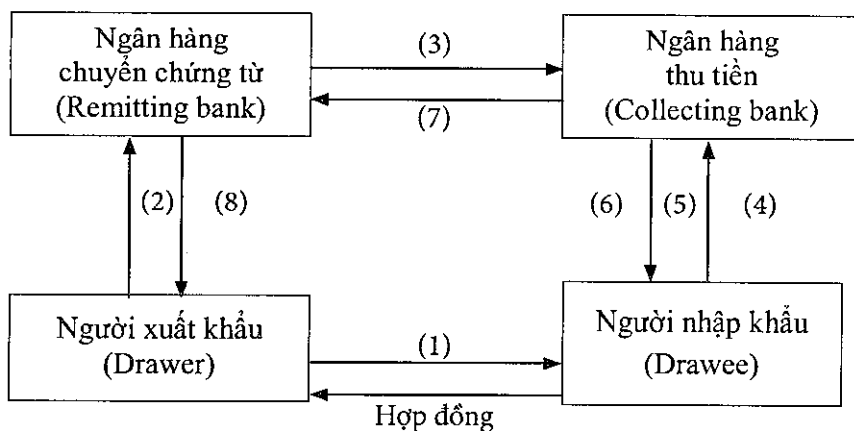 Ngân hàng
chuyển chứng từ
(Remitting bank)
(3)
(7)
Ngân hàng
thu tiền
(Collecting bank)
(2)
(8)
(6)
(5)
(4)
Người xuất khẩu
(Drawer)
(1)
Người nhập khẩu
(Drawee)
Hợp đồng